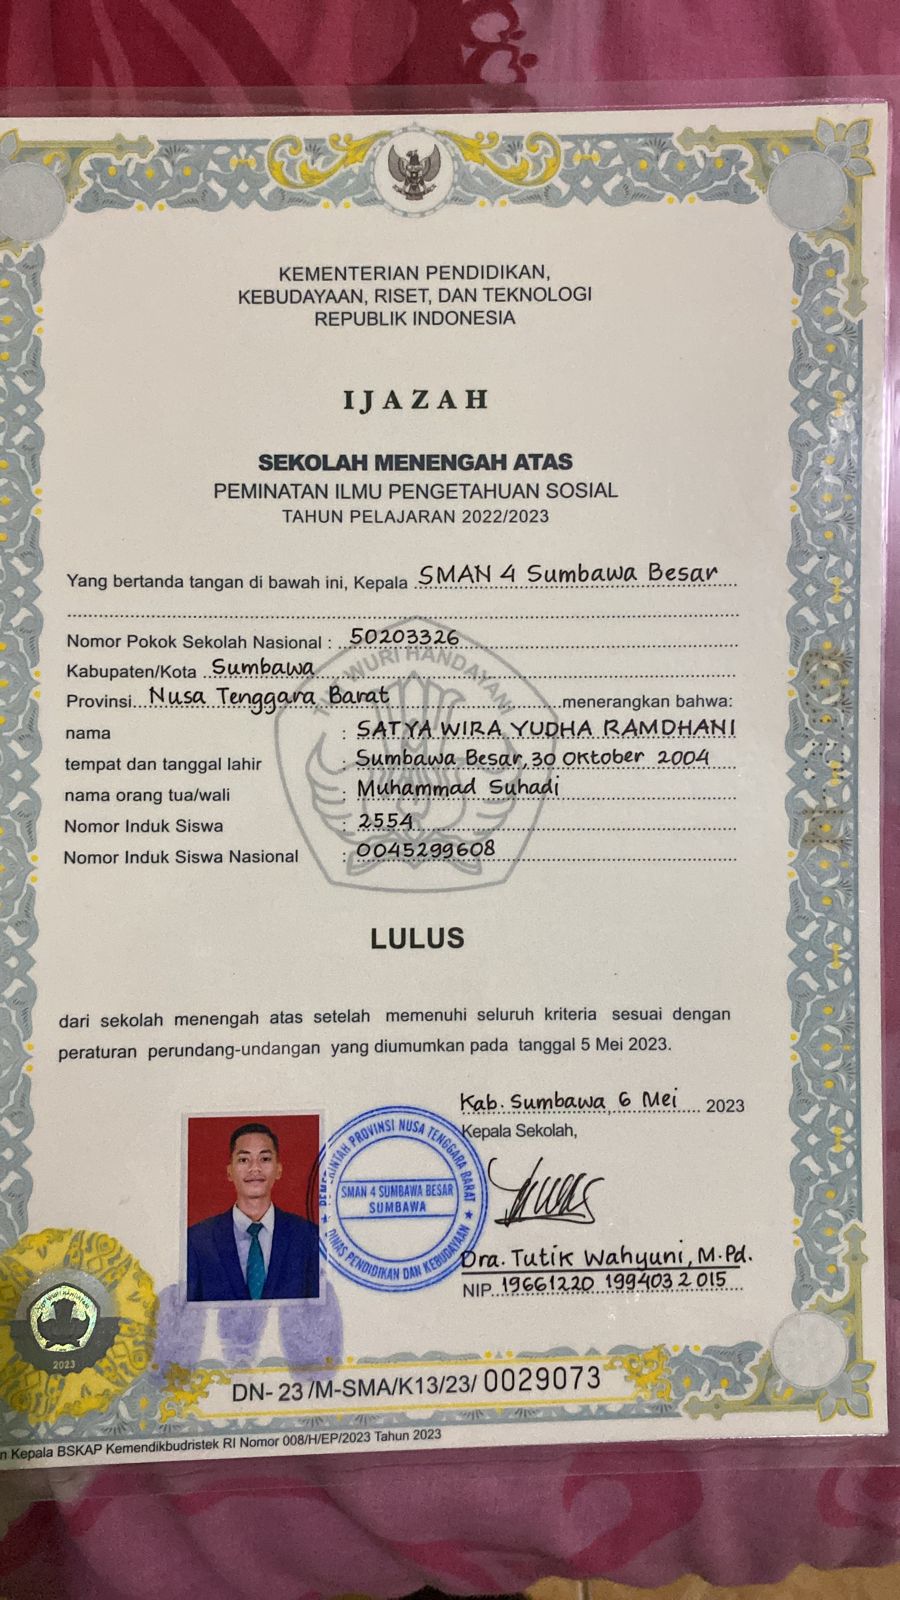 KEMENTERIAN PENDIDIKAN,
KEBUDAYAAN, RISET, DAN TEKNOLOGI
REPUBLIK INDONESIA
IJAZAH
SEKOLAH MENENGAH ATAS
PEMINATAN ILMU PENGETAHUAN SOSIAL
TAHUN PELAJARAN 2022/2023
Yang bertanda tangan di bawah ini, Kepala SMAN 4 Sumbawa Besar
Nomor Pokok Sekolah Nasional : 50203326
Kabupaten/Kota Sumbawa
Provinsi Nusa Tenggara Barat menerangkan bahwa:
nama : SATYA WIRA YUDHA RAMDHANI
tempat dan tanggal lahir : Sumbawa Besar, 30 Oktober 2004
nama orang tua/wali : Muhammad Suhadi
Nomor Induk Siswa : 2554
Nomor Induk Siswa Nasional : 0045299608
TUT WURI HANDAYANI
LULUS
dari sekolah menengah atas setelah memenuhi seluruh kriteria sesuai dengan
peraturan perundang-undangan yang diumumkan pada tanggal 5 Mei 2023.
Kab. Sumbawa, 6 Mei 2023
Kepala Sekolah,
PEMERINTAH PROVINSI NUSA TENGGARA BARAT
SMAN 4 SUMBAWA BESAR
SUMBAWA
DINAS PENDIDIKAN DAN KEBUDAYAAN
Dra. Tutik Wahyuni, M.Pd.
NIP. 19661220 199403 2 015
TUT WURI HANDAYANI
2023
DN- 23 /M-SMA/K13/23/ 0029073
n Kepala BSKAP Kemendikbudristek RI Nomor 008/H/EP/2023 Tahun 2023